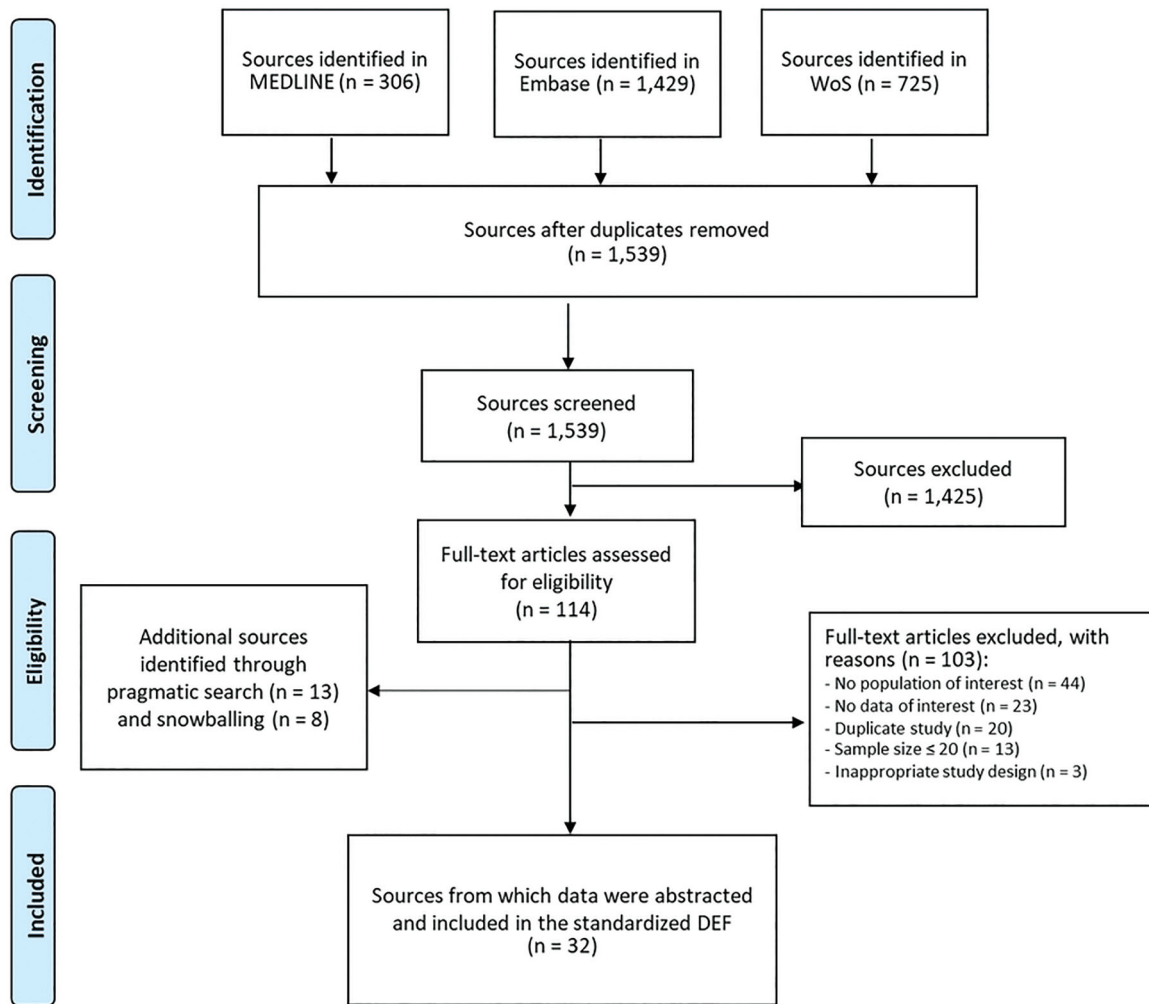 Identification
Sources identified in
MEDLINE (n = 306)
Sources identified in
Embase (n = 1,429)
Sources identified in
WoS (n = 725)
Sources after duplicates removed
(n = 1,539)
Screening
Sources screened
(n = 1,539)
Sources excluded
(n = 1,425)
Eligibility
Full-text articles assessed
for eligibility
(n = 114)
Additional sources
identified through
pragmatic search (n = 13)
and snowballing (n = 8)
Full-text articles excluded, with
reasons (n = 103):
- No population of interest (n = 44)
- No data of interest (n = 23)
- Duplicate study (n = 20)
- Sample size ≤ 20 (n = 13)
- Inappropriate study design (n = 3)
Included
Sources from which data were abstracted
and included in the standardized DEF
(n = 32)